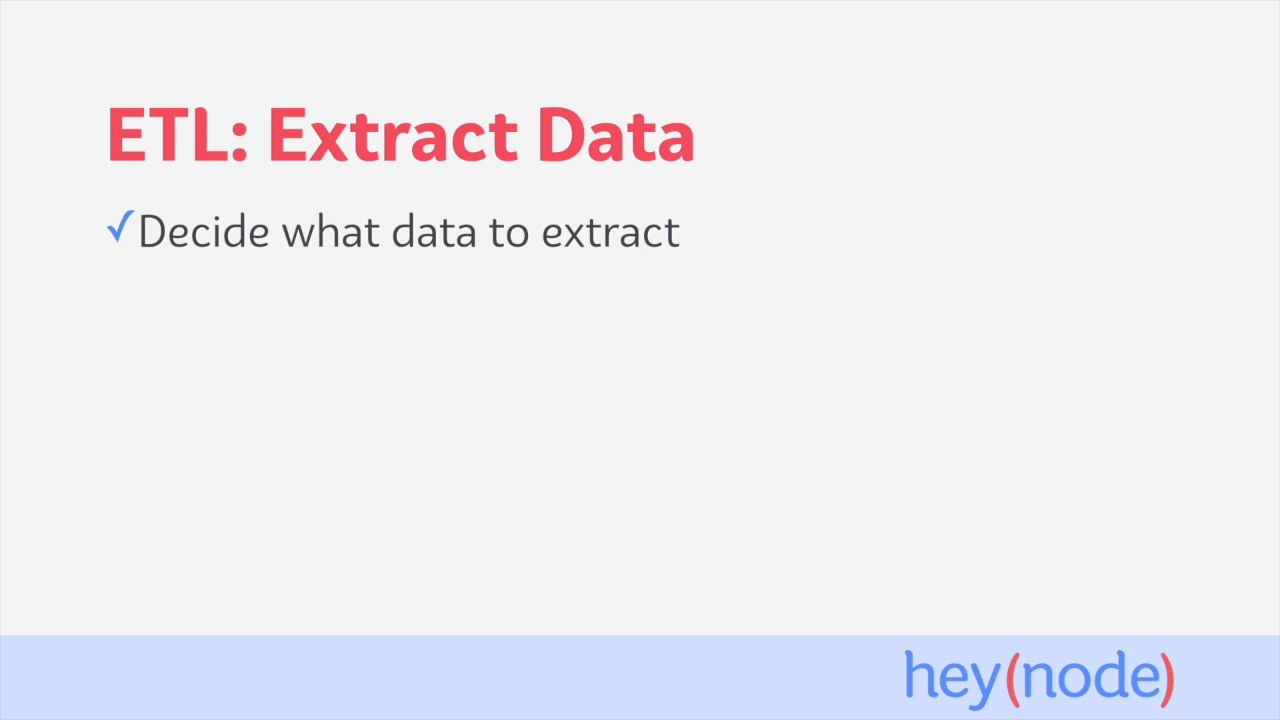 ETL: Extract Data
✓Decide what data to extract
hey(node)